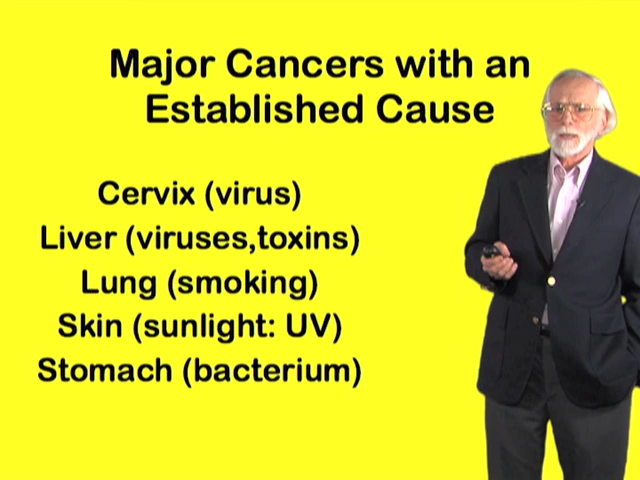 Major Cancers with an
Established Cause
Cervix (virus)
Liver (viruses,toxins)
Lung (smoking)
Skin (sunlight: UV)
Stomach (bacterium)